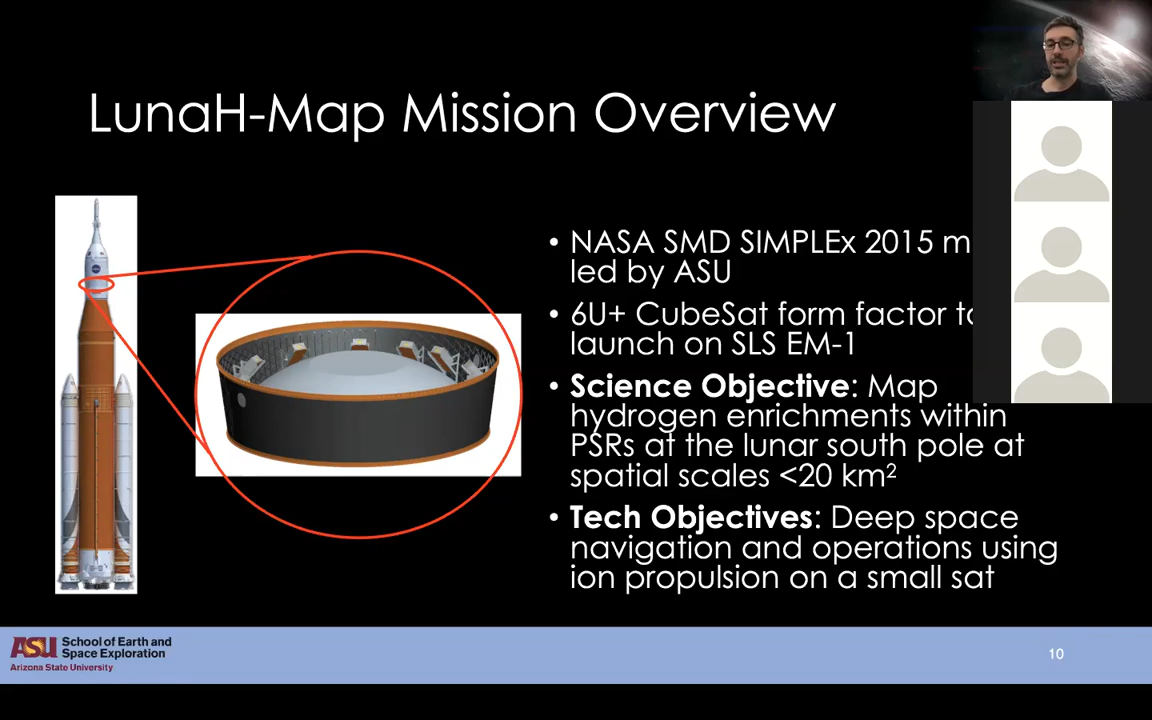 LunaH-Map Mission Overview
• NASA SMD SIMPLEx 2015 m
led by ASU
• 6U+ CubeSat form factor to
launch on SLS EM-1
• Science Objective: Map
hydrogen enrichments within
PSRs at the lunar south pole at
spatial scales <20 km²
• Tech Objectives: Deep space
navigation and operations using
ion propulsion on a small sat
ASU School of Earth and
Space Exploration
Arizona State University
10